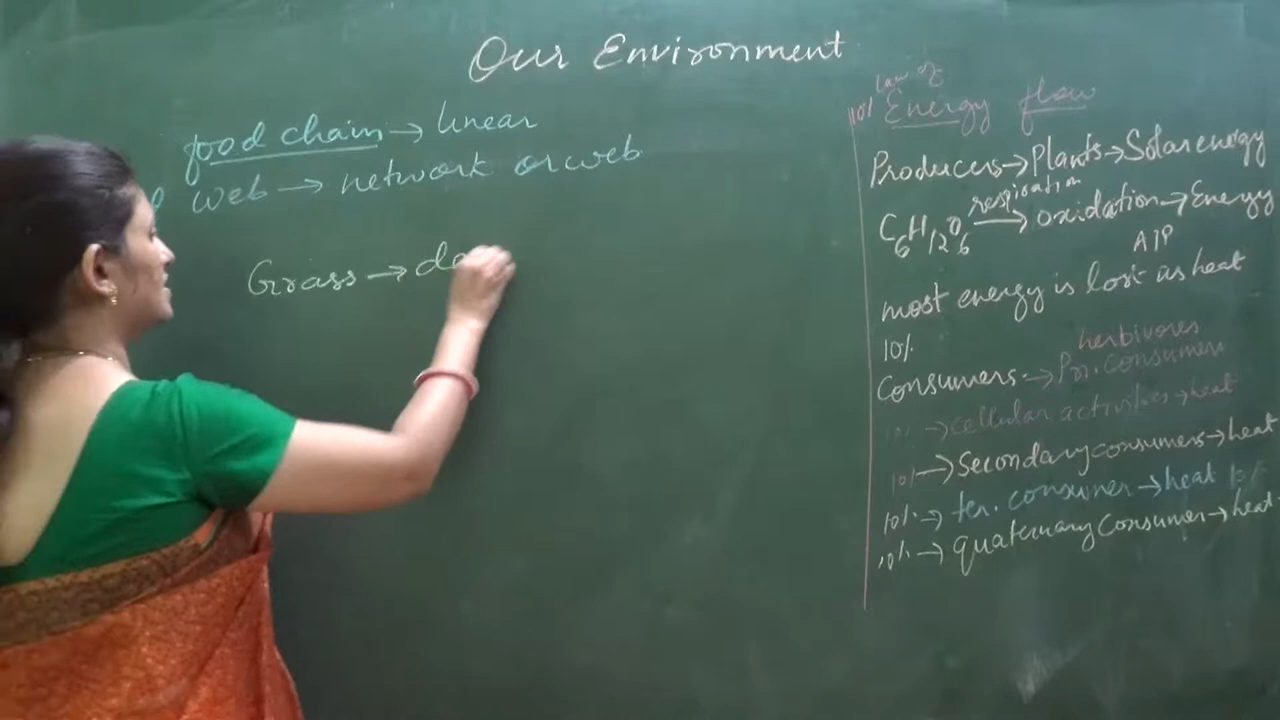 Our Environment
food chain → linear
web → network or web
Grass → de
law of
10% Energy flow
Producers → Plants → Solar energy
respiration
C6H12O6 → oxidation → Energy
ATP
most energy is lost as heat
10%
herbivores
Consumers → Pri. Consumers
10% → cellular activities → heat
10% → Secondary consumers → heat
10% → ter. consumer → heat 10%
10% → quaternary consumer → heat